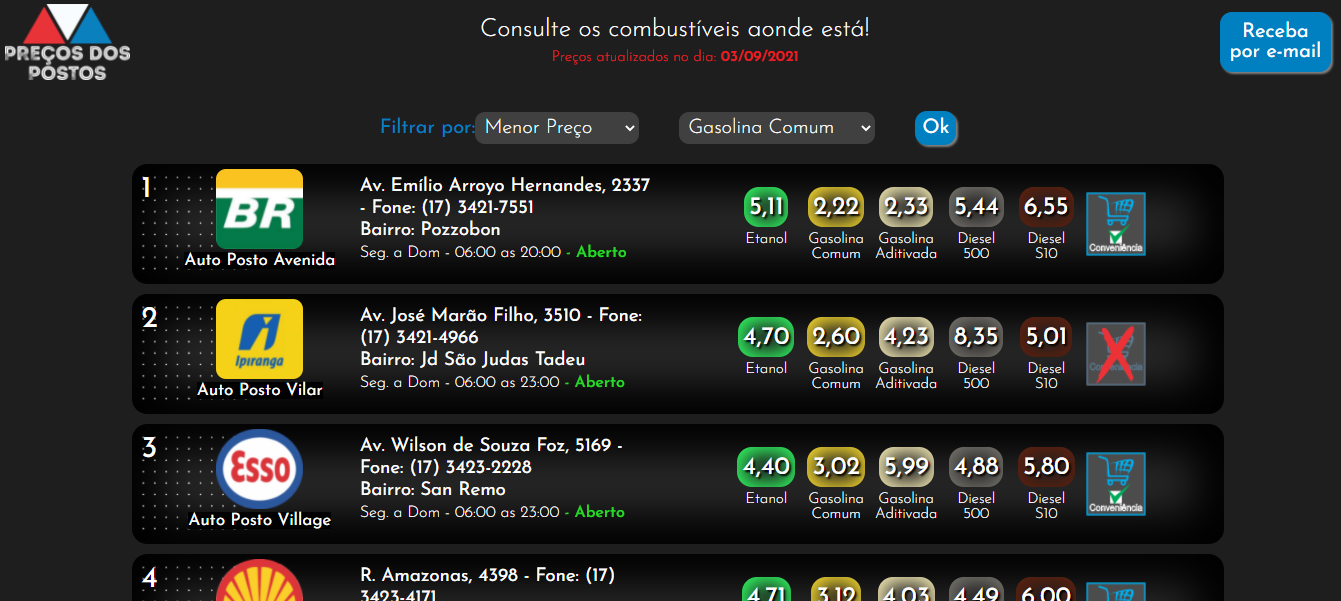 PREÇOS DOS
POSTOS
Consulte os combustíveis aonde está!
Preços atualizados no dia: 03/09/2021
Receba
por e-mail
Filtrar por: Menor Preço Gasolina Comum Ok
1
BR
Auto Posto Avenida
Av. Emílio Arroyo Hernandes, 2337
- Fone: (17) 3421-7551
Bairro: Pozzobon
Seg. a Dom - 06:00 as 20:00 - Aberto
5,11 2,22 2,33 5,44 6,55
Etanol Gasolina Gasolina Diesel Diesel
Comum Aditivada 500 S10
Conveniência
2
Ipiranga
Auto Posto Vilar
Av. José Marão Filho, 3510 - Fone:
(17) 3421-4966
Bairro: Jd São Judas Tadeu
Seg. a Dom - 06:00 as 23:00 - Aberto
4,70 2,60 4,23 8,35 5,01
Etanol Gasolina Gasolina Diesel Diesel
Comum Aditivada 500 S10
3
Esso
Auto Posto Village
Av. Wilson de Souza Foz, 5169 -
Fone: (17) 3423-2228
Bairro: San Remo
Seg. a Dom - 06:00 as 23:00 - Aberto
4,40 3,02 5,99 4,88 5,80
Etanol Gasolina Gasolina Diesel Diesel
Comum Aditivada 500 S10
Conveniência
4
R. Amazonas, 4398 - Fone: (17)
3423-4171
4,71 3,12 4,03 4,49 6,00